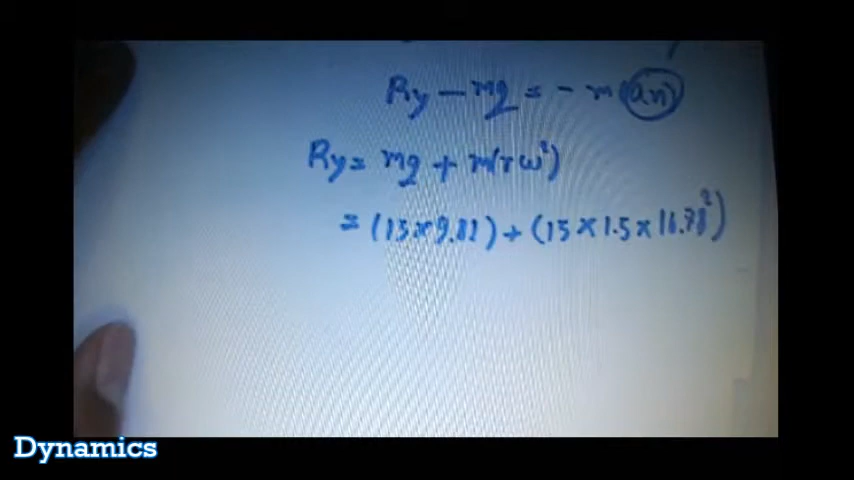 Ry - mg = - m(an)
Ry = mg + m(rω²)
= (15 × 9.81) + (15 × 1.5 × 16.78²)
Dynamics